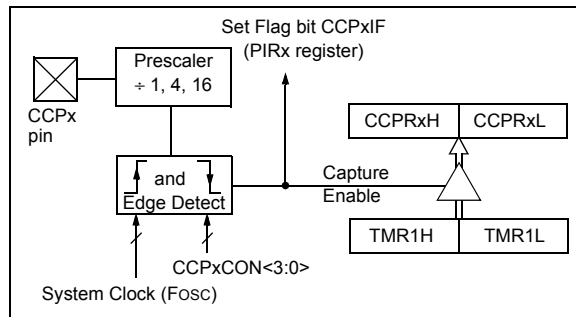 Set Flag bit CCPxIF
(PIRx register)
Prescaler
÷ 1, 4, 16
CCPx
pin
CCPRxH
CCPRxL
and
Edge Detect
Capture
Enable
TMR1H
TMR1L
CCPxCON<3:0>
System Clock (FOSC)